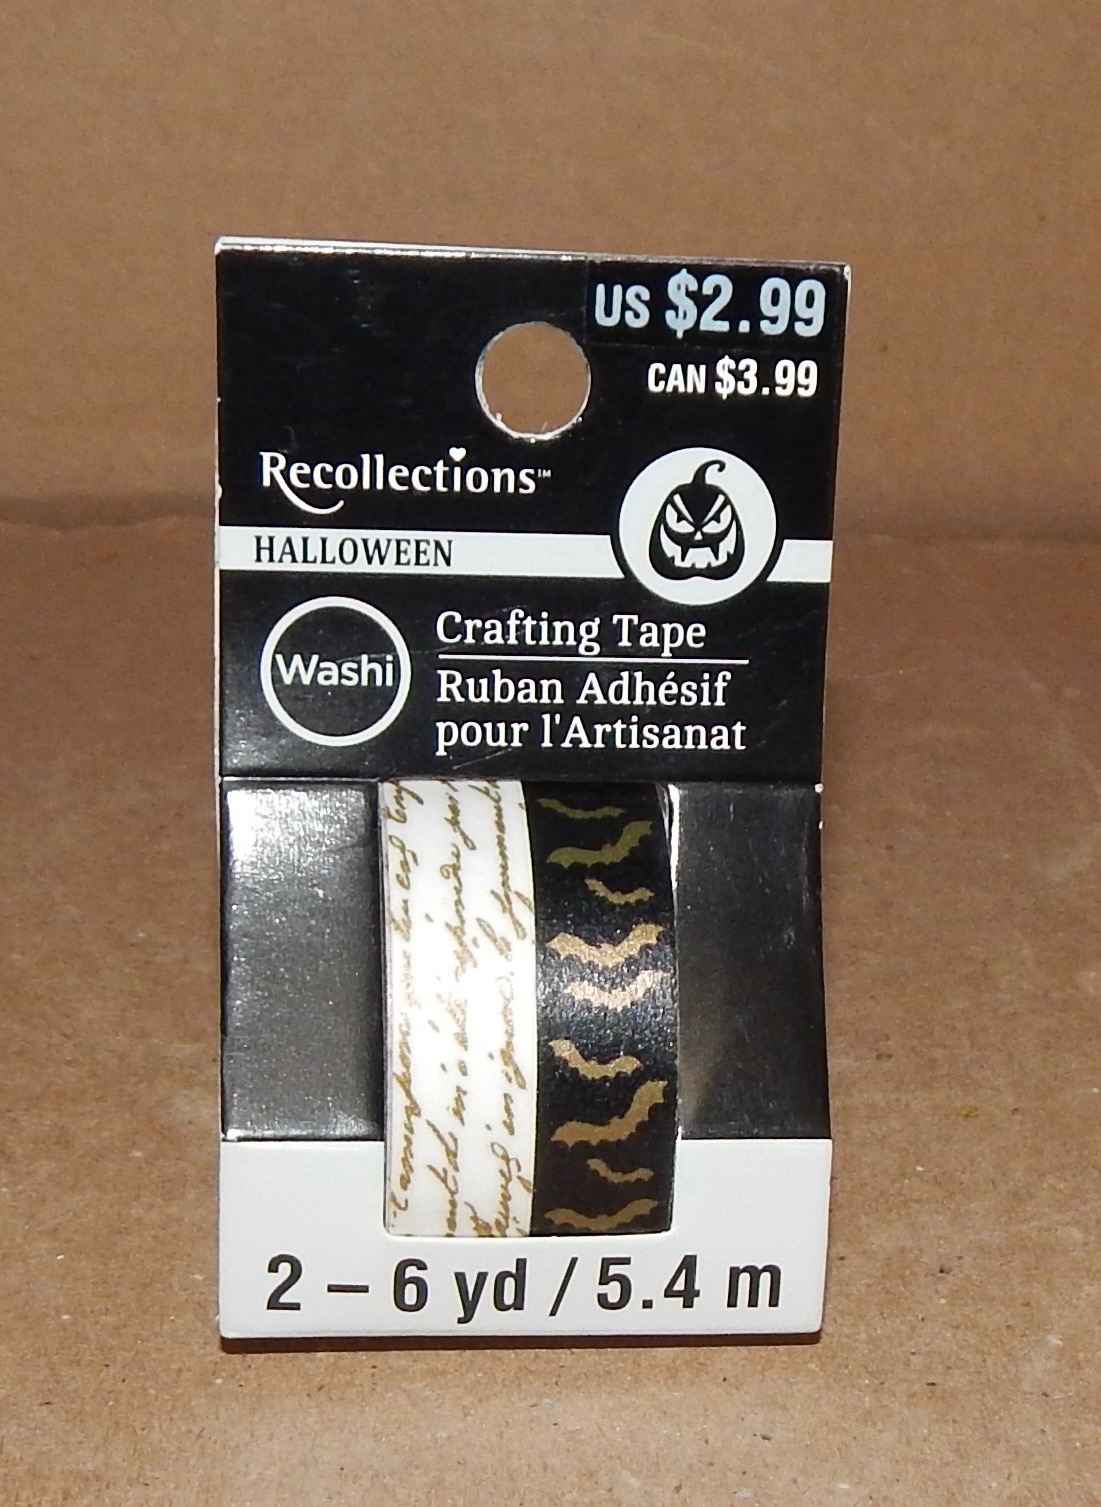 US $2.99
CAN $3.99
Recollections™
HALLOWEEN
Washi
Crafting Tape
Ruban Adhésif
pour l'Artisanat
2 – 6 yd / 5.4 m